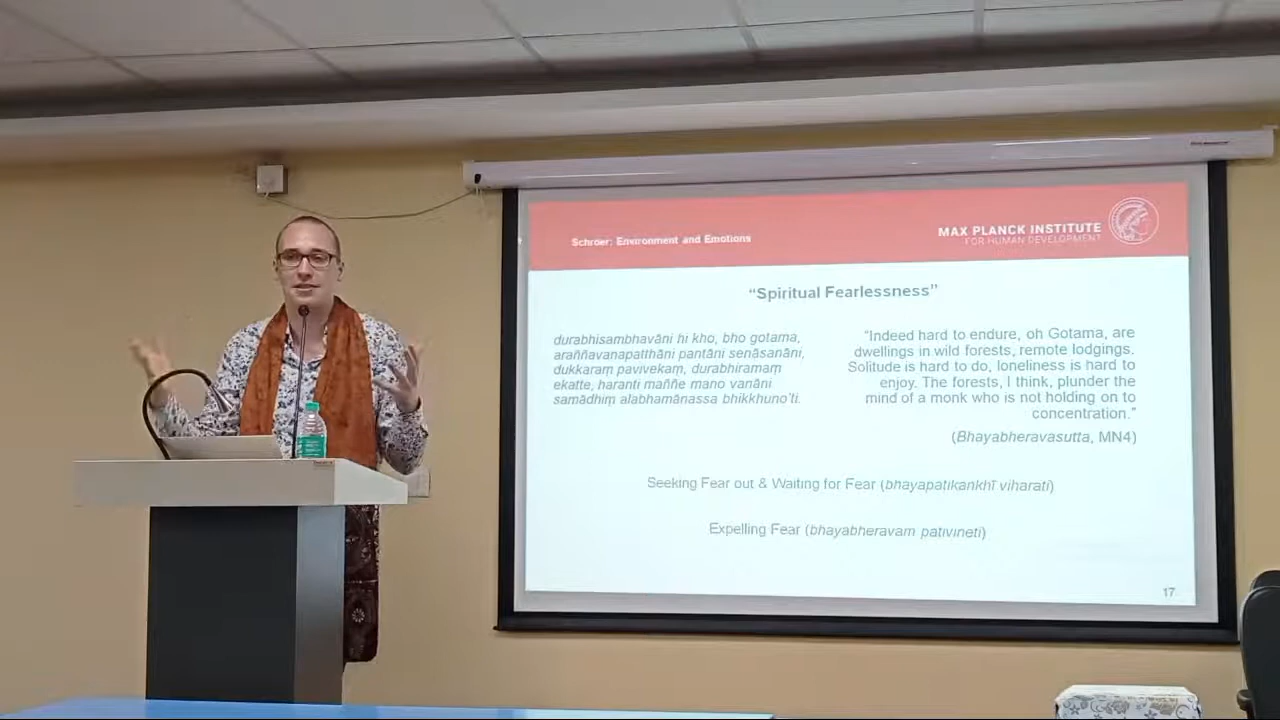 Schroer: Environment and Emotions
MAX PLANCK INSTITUTE
FOR HUMAN DEVELOPMENT
“Spiritual Fearlessness”
durabhisambhavāni hi kho, bho gotama,
araññavanapatthāni pantāni senāsanāni,
dukkaraṃ pavivekaṃ, durabhiramaṃ
ekatte, haranti maññe mano vanāni
samādhiṃ alabhamānassa bhikkhuno'ti.
“Indeed hard to endure, oh Gotama, are
dwellings in wild forests, remote lodgings.
Solitude is hard to do, loneliness is hard to
enjoy. The forests, I think, plunder the
mind of a monk who is not holding on to
concentration.”
(Bhayabheravasutta, MN4)
Seeking Fear out & Waiting for Fear (bhayapatikankhī viharati)
Expelling Fear (bhayabheravam pativineti)
17